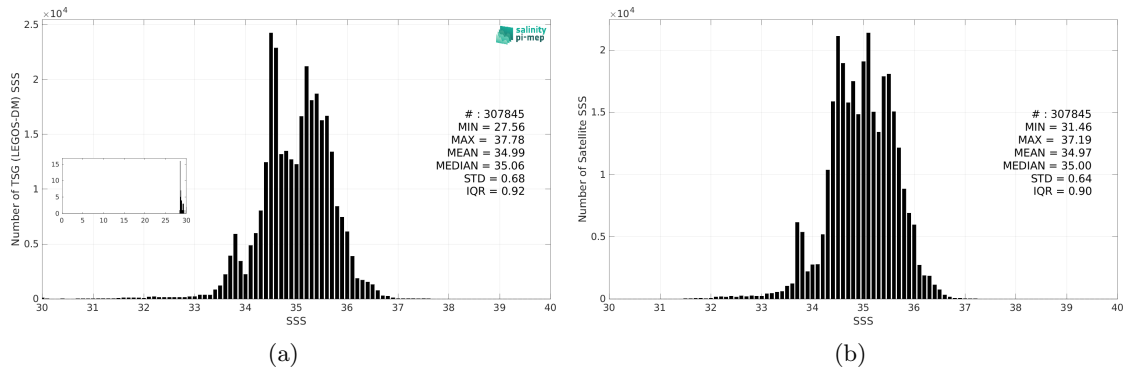 ×10⁴
2.5
2
1.5
1
0.5
0
Number of TSG (LEGOS-DM) SSS
salinity
pi-mep
# : 307845
MIN = 27.56
MAX = 37.78
MEAN = 34.99
MEDIAN = 35.06
STD = 0.68
IQR = 0.92
15
10
5
0
0 5 10 15 20 25 30
30 31 32 33 34 35 36 37 38 39 40
SSS
(a)
×10⁴
2
1.5
1
0.5
0
Number of Satellite SSS
# : 307845
MIN = 31.46
MAX = 37.19
MEAN = 34.97
MEDIAN = 35.00
STD = 0.64
IQR = 0.90
30 31 32 33 34 35 36 37 38 39 40
SSS
(b)